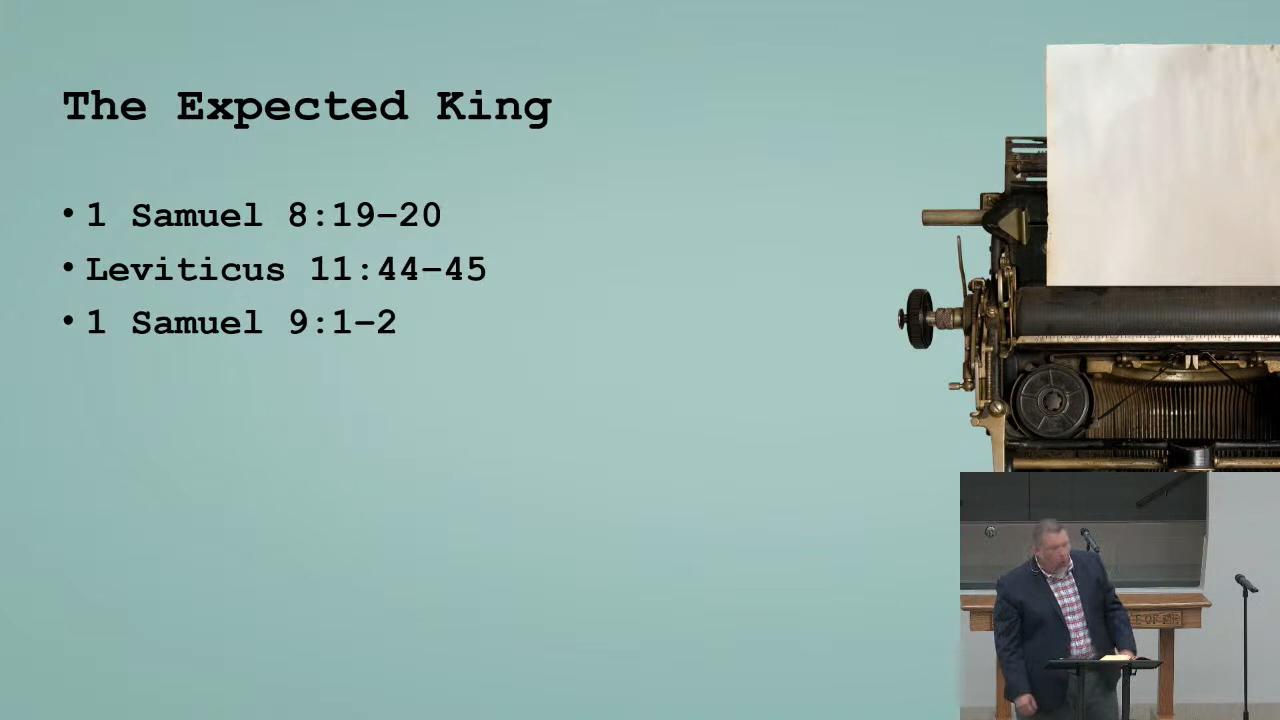 The Expected King
• 1 Samuel 8:19–20
• Leviticus 11:44–45
• 1 Samuel 9:1–2